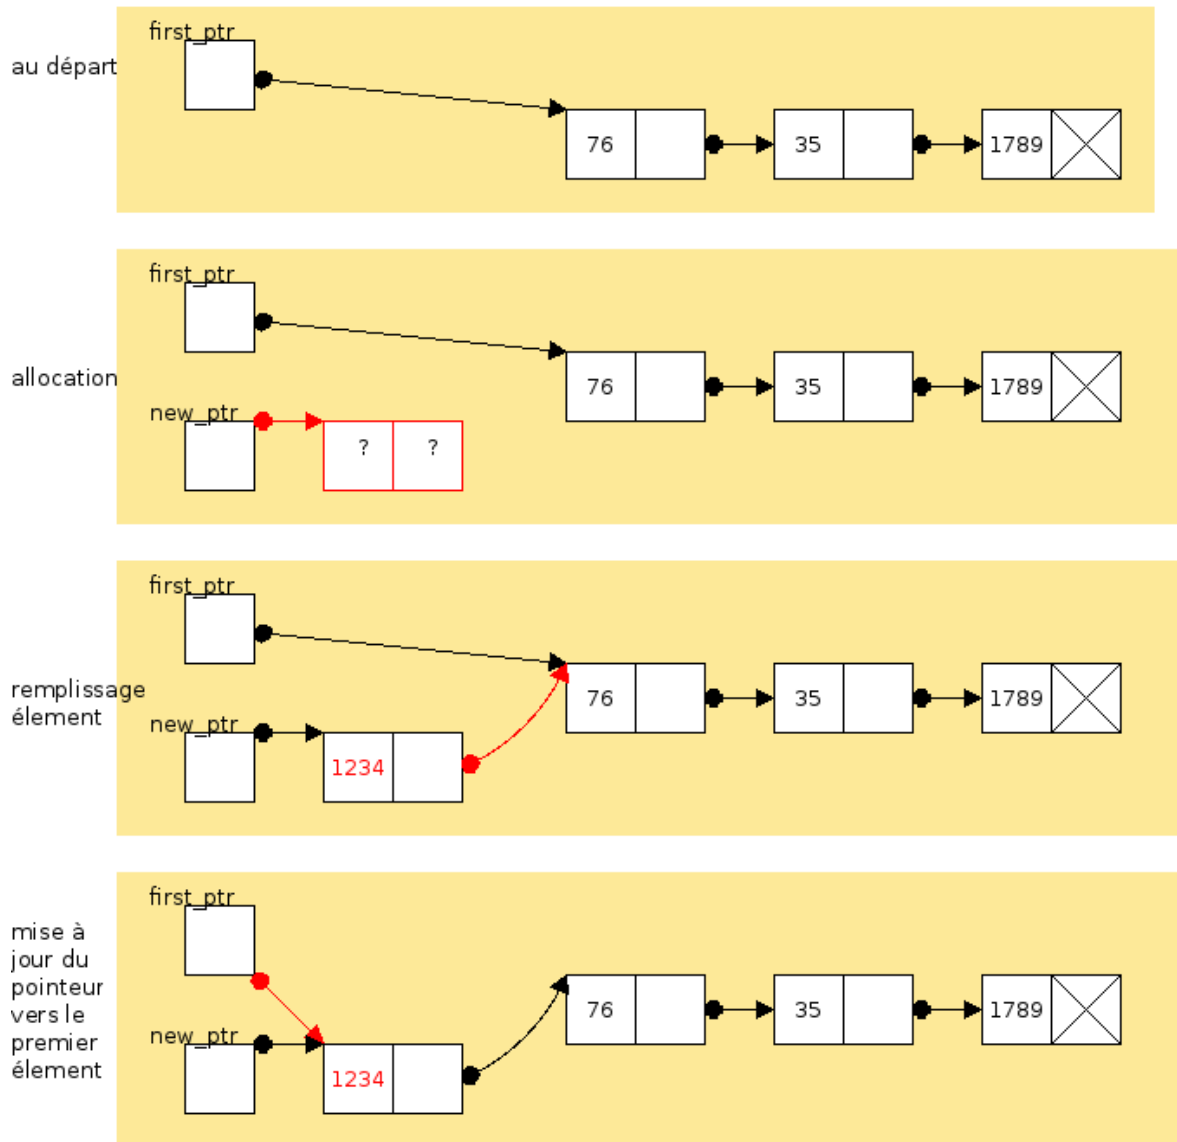 first_ptr
au départ
76 35 1789
first_ptr
76 35 1789
allocation
new_ptr
? ?
first_ptr
76 35 1789
remplissage
élement
new_ptr
1234
first_ptr
mise à
jour du
pointeur
vers le
premier
élement
76 35 1789
new_ptr
1234